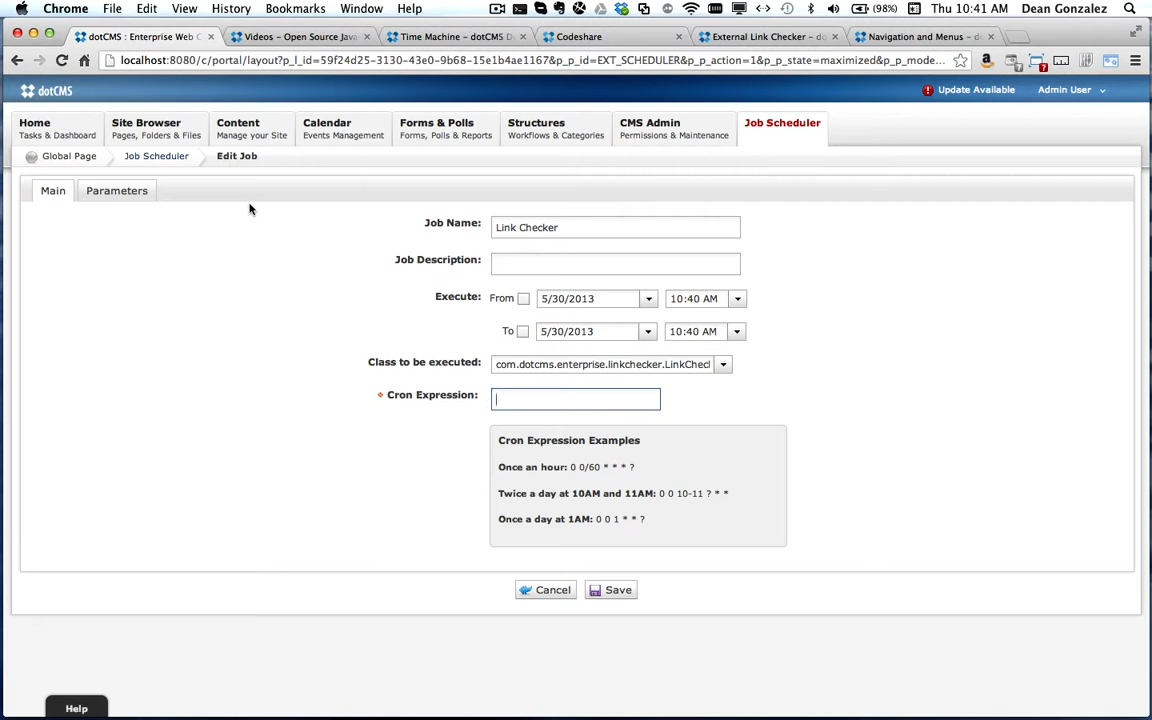 Chrome File Edit View History Bookmarks Window Help (98%) Thu 10:41 AM Dean Gonzalez
dotCMS : Enterprise Web C Videos – Open Source Java Time Machine – dotCMS D Codeshare External Link Checker – do Navigation and Menus – d
localhost:8080/c/portal/layout?p_l_id=59f24d25-3130-43e0-9b68-15e1b4ae1167&p_p_id=EXT_SCHEDULER&p_p_action=1&p_p_state=maximized&p_p_mode...
dotCMS Update Available Admin User
Home Site Browser Content Calendar Forms & Polls Structures CMS Admin Job Scheduler
Tasks & Dashboard Pages, Folders & Files Manage your Site Events Management Forms, Polls & Reports Workflows & Categories Permissions & Maintenance
Global Page Job Scheduler Edit Job
Main Parameters
Job Name: Link Checker
Job Description:
Execute: From 5/30/2013 10:40 AM
To 5/30/2013 10:40 AM
Class to be executed: com.dotcms.enterprise.linkchecker.LinkChecl
Cron Expression:
Cron Expression Examples
Once an hour: 0 0/60 * * * ?
Twice a day at 10AM and 11AM: 0 0 10-11 ? * *
Once a day at 1AM: 0 0 1 * * ?
Cancel Save
Help